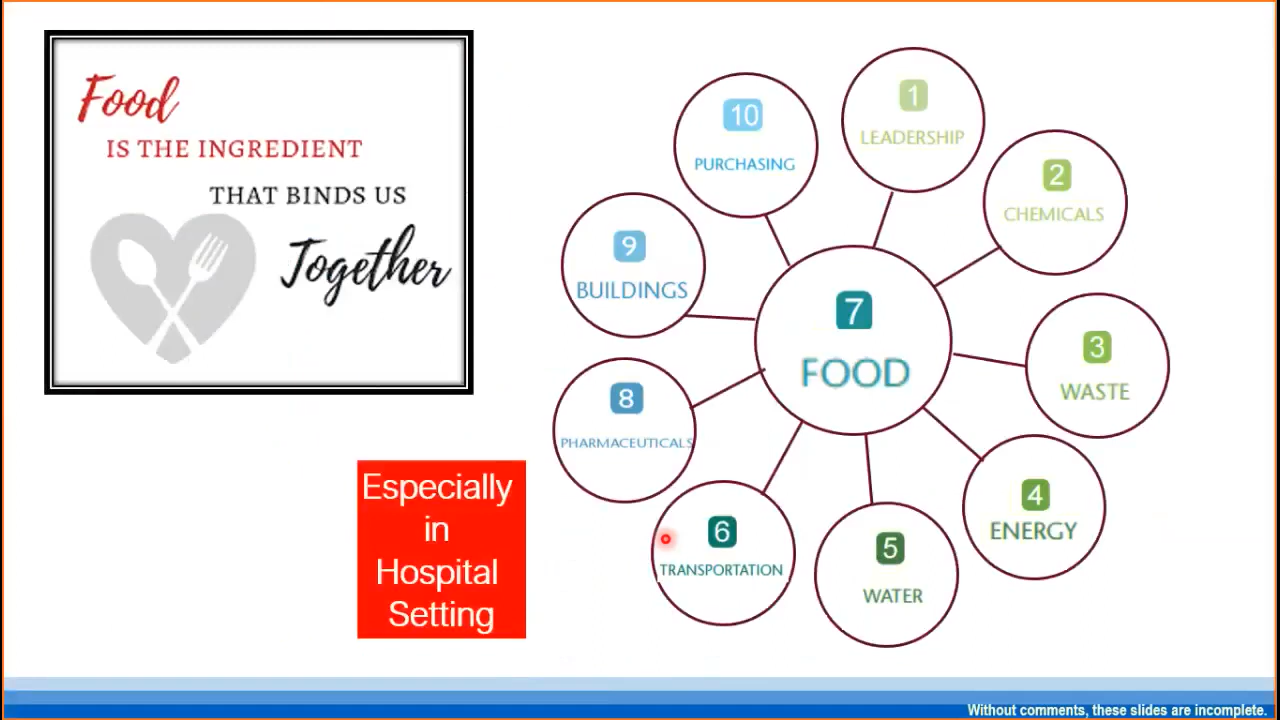 Food
IS THE INGREDIENT
THAT BINDS US
Together
Especially
in
Hospital
Setting
1
LEADERSHIP
2
CHEMICALS
3
WASTE
4
ENERGY
5
WATER
6
TRANSPORTATION
7
FOOD
8
PHARMACEUTICALS
9
BUILDINGS
10
PURCHASING
Without comments, these slides are incomplete.